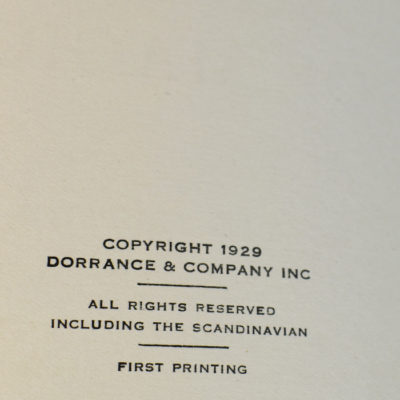 COPYRIGHT 1929
DORRANCE & COMPANY INC
ALL RIGHTS RESERVED
INCLUDING THE SCANDINAVIAN
FIRST PRINTING